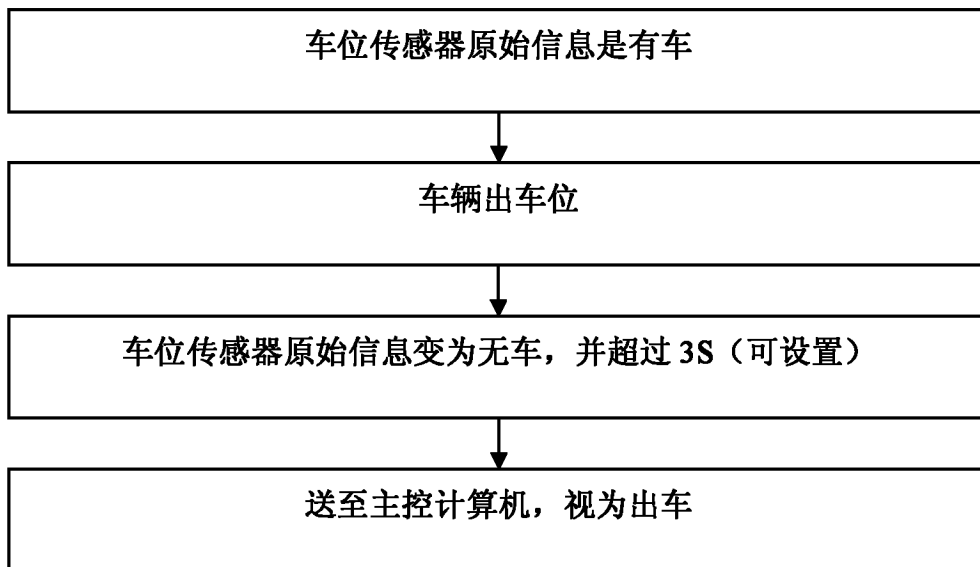 车位传感器原始信息是有车
车辆出车位
车位传感器原始信息变为无车，并超过 3S（可设置）
送至主控计算机，视为出车